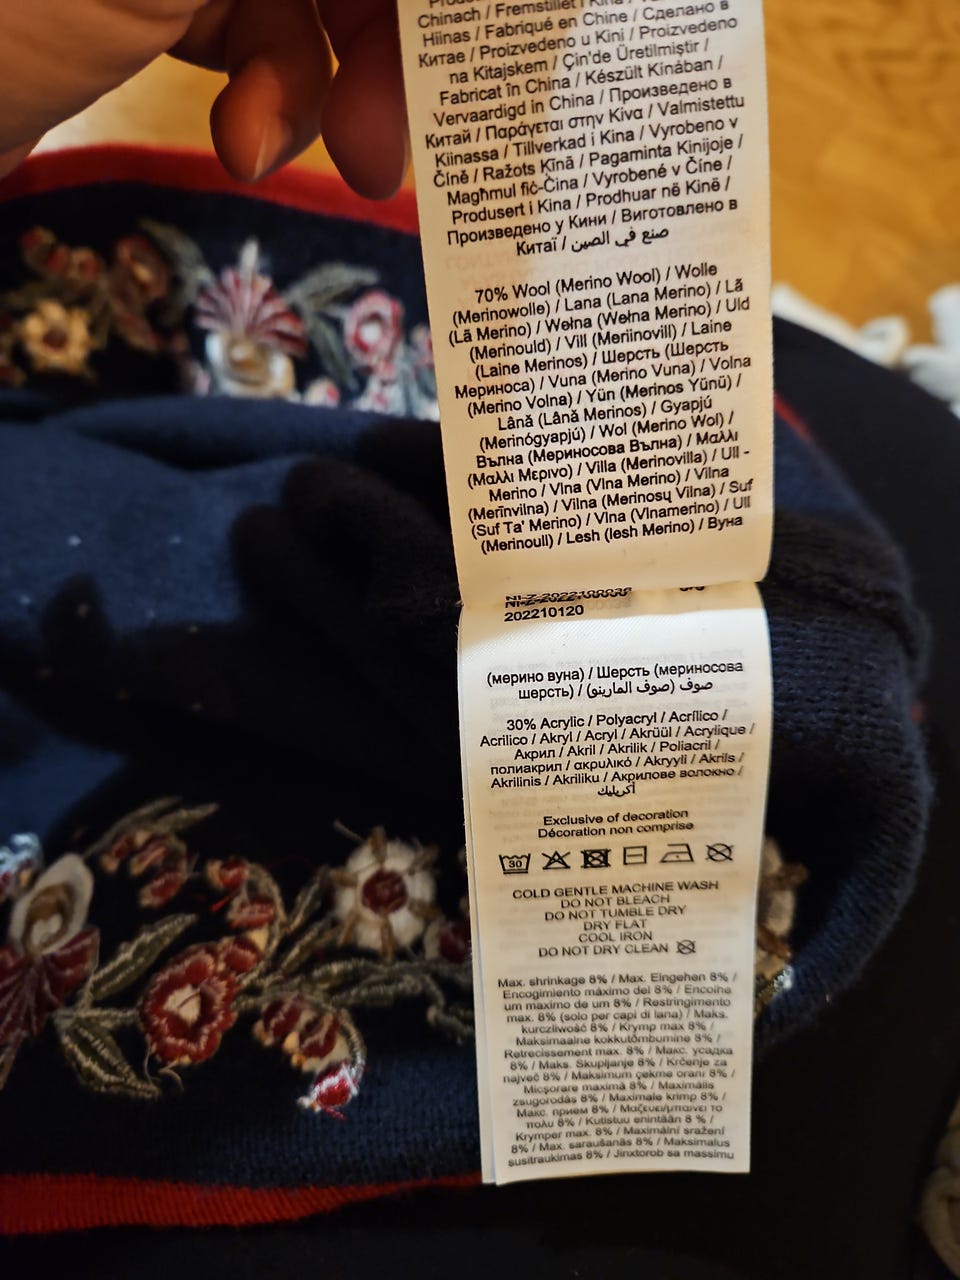 Chinach / Fremstillet i Kina /
Hiinas / Fabriqué en Chine / Сделано в
Китае / Proizvedeno u Kini / Proizvedeno
na Kitajskem / Çin'de Üretilmiştir /
Fabricat în China / Készült Kínában /
Vervaardigd in China / Произведено в
Китай / Παράγεται στην Κίνα / Valmistettu
Kiinassa / Tillverkad i Kina / Vyrobeno v
Číně / Ražots Ķīnā / Pagaminta Kinijoje /
Magħmul fiċ-Ċina / Vyrobené v Číne /
Produsert i Kina / Prodhuar në Kinë /
Произведено у Кини / Виготовлено в
Китаї / صنع في الصين
70% Wool (Merino Wool) / Wolle
(Merinowolle) / Lana (Lana Merino) / Lã
(Lã Merino) / Wełna (Wełna Merino) / Uld
(Merinould) / Vill (Meriinovill) / Laine
(Laine Merinos) / Шерсть (Шерсть
Мериноса) / Vuna (Merino Vuna) / Volna
(Merino Volna) / Yün (Merinos Yünü) /
Lână (Lână Merinos) / Gyapjú
(Merinógyapjú) / Wol (Merino Wol) /
Вълна (Мериносова Вълна) / Μαλλι
(Μαλλι Μερινο) / Villa (Merinovilla) / Ull -
Merino / Vlna (Vlna Merino) / Vilna
(Merīnvilna) / Vilna (Merinosų Vilna) / Suf
(Suf Ta' Merino) / Vlna (Vlnamerino) / Ull
(Merinoull) / Lesh (lesh Merino) / Вуна
202210120
(мерино вуна) / Шерсть (мериносова
шерсть) / صوف (صوف المارينو)
30% Acrylic / Polyacryl / Acrílico /
Acrilico / Akryl / Acryl / Akrüül / Acrylique /
Акрил / Akril / Akrilik / Poliacril /
полиакрил / ακρυλικό / Akryyli / Akrils /
Akrilinis / Akriliku / Акрилове волокно /
أكريليك
Exclusive of decoration
Décoration non comprise
30
COLD GENTLE MACHINE WASH
DO NOT BLEACH
DO NOT TUMBLE DRY
DRY FLAT
COOL IRON
DO NOT DRY CLEAN
Max. shrinkage 8% / Max. Eingehen 8% /
Encogimiento máximo del 8% / Encolhe
um maximo de um 8% / Restringimento
max. 8% (solo per capi di lana) / Maks.
kurczliwość 8% / Krymp max 8% /
Maksimaalne kokkutõmbumine 8% /
Retrecissement max. 8% / Макс. усадка
8% / Maks. Skupljanje 8% / Krčenje za
največ 8% / Maksimum çekme oranı 8% /
Micșorare maximă 8% / Maximális
zsugorodás 8% / Maximale krimp 8% /
Макс. прием 8% / Μαζευει/μπαινει το
πολυ 8% / Kutistuu enintään 8 % /
Krymper max. 8% / Maximální sražení
8% / Max. saraušanās 8% / Maksimalus
susitraukimas 8% / Jinxtorob sa massimu